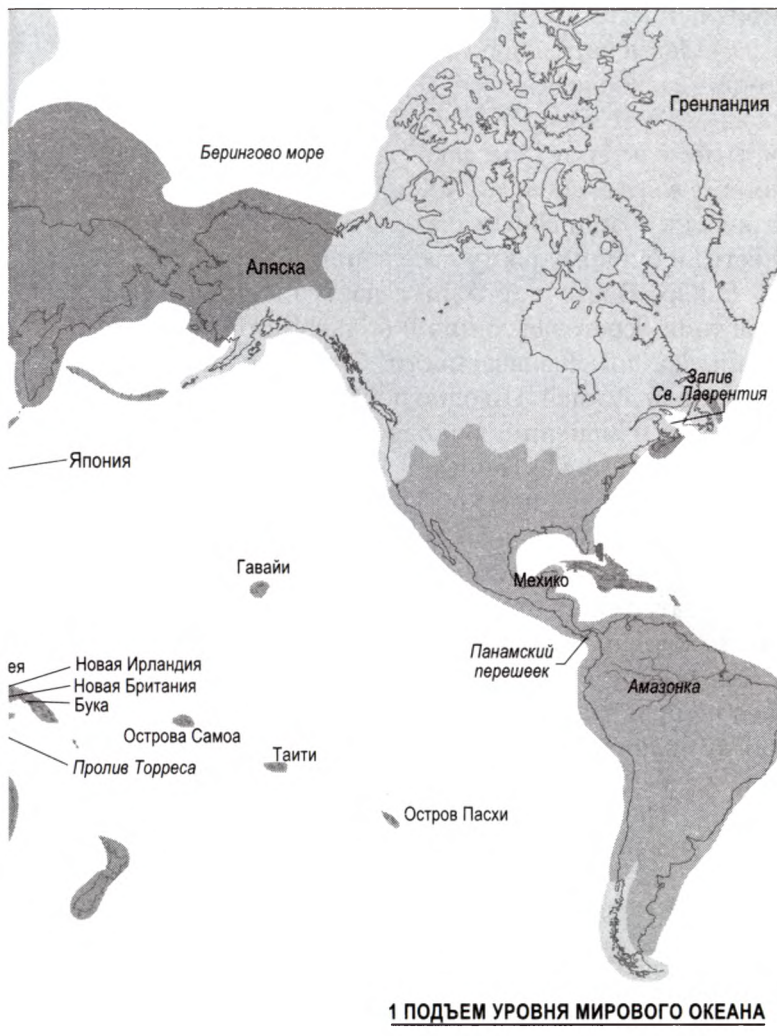 Гренландия
Берингово море
Аляска
Залив
Св. Лаврентия
Япония
Гавайи
Мехико
Панамский
перешеек
Амазонка
ея
Новая Ирландия
Новая Британия
Бука
Острова Самоа
Таити
Пролив Торреса
Остров Пасхи
1 ПОДЪЕМ УРОВНЯ МИРОВОГО ОКЕАНА